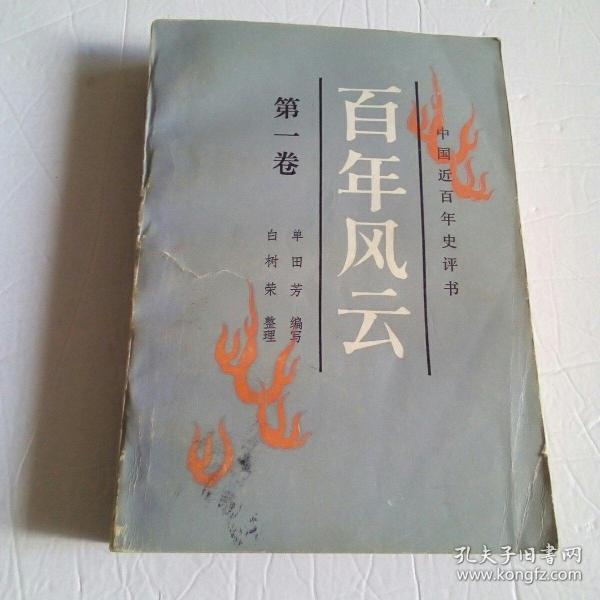 中国近百年史评书
百年风云
第一卷
单田芳 编写
白树荣 整理
孔夫子旧书网
www.kongfz.com